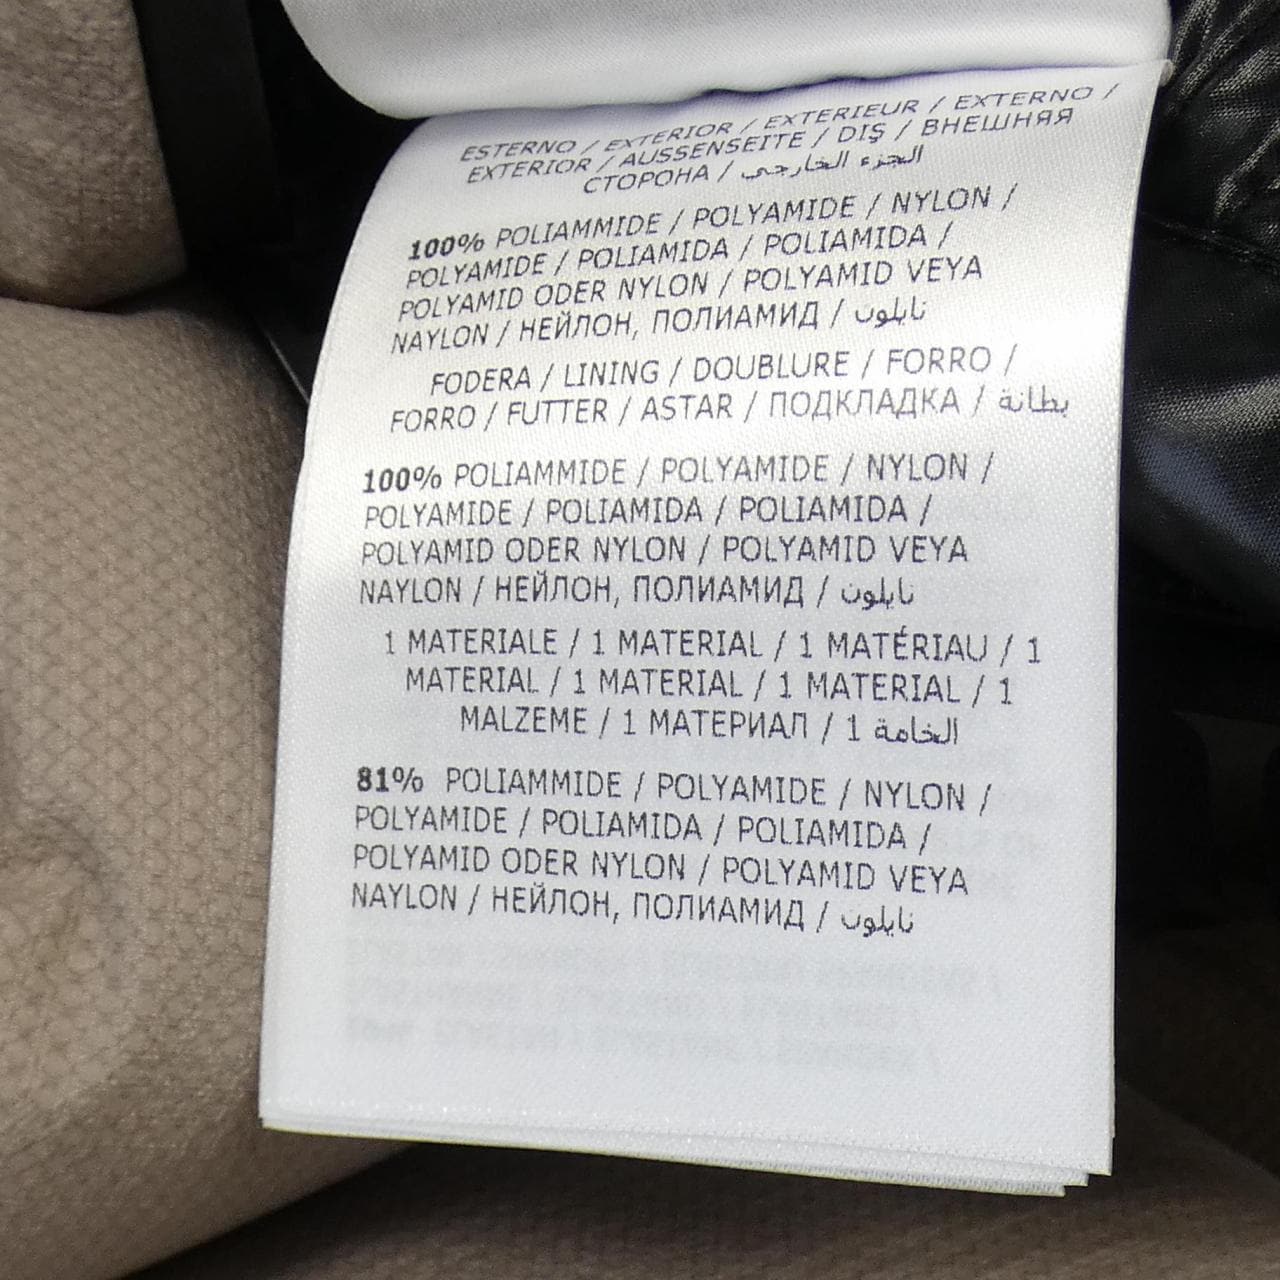 ESTERNO / EXTERIOR / EXTERIEUR / EXTERNO /
EXTERIOR / AUSSENSEITE / DIŞ / ВНЕШНЯЯ
СТОРОНА / الجزء الخارجي
100% POLIAMMIDE / POLYAMIDE / NYLON /
POLYAMIDE / POLIAMIDA / POLIAMIDA /
POLYAMID ODER NYLON / POLYAMID VEYA
NAYLON / НЕЙЛОН, ПОЛИАМИД / نايلون
FODERA / LINING / DOUBLURE / FORRO /
FORRO / FUTTER / ASTAR / ПОДКЛАДКА / بطانة
100% POLIAMMIDE / POLYAMIDE / NYLON /
POLYAMIDE / POLIAMIDA / POLIAMIDA /
POLYAMID ODER NYLON / POLYAMID VEYA
NAYLON / НЕЙЛОН, ПОЛИАМИД / نايلون
1 MATERIALE / 1 MATERIAL / 1 MATÉRIAU / 1
MATERIAL / 1 MATERIAL / 1 MATERIAL / 1
MALZEME / 1 МАТЕРИАЛ / 1 الخامة
81% POLIAMMIDE / POLYAMIDE / NYLON /
POLYAMIDE / POLIAMIDA / POLIAMIDA /
POLYAMID ODER NYLON / POLYAMID VEYA
NAYLON / НЕЙЛОН, ПОЛИАМИД / نايلون